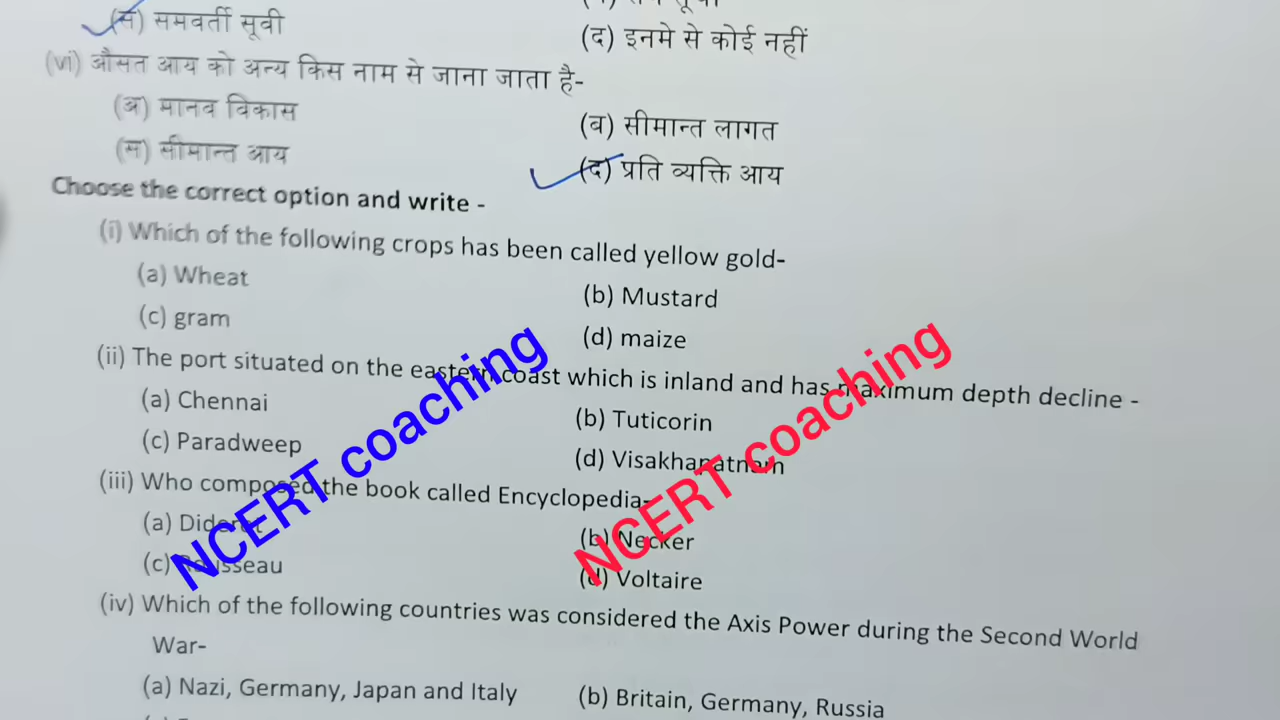 (स) समवर्ती सूची
(द) इनमे से कोई नहीं
(vi) औसत आय को अन्य किस नाम से जाना जाता है-
(अ) मानव विकास
(ब) सीमान्त लागत
(स) सीमान्त आय
(द) प्रति व्यक्ति आय
Choose the correct option and write -
(i) Which of the following crops has been called yellow gold-
(a) Wheat
(b) Mustard
(c) gram
(d) maize
(ii) The port situated on the eastern coast which is inland and has maximum depth decline -
(a) Chennai
(b) Tuticorin
(c) Paradweep
(d) Visakhapatnam
(iii) Who composed the book called Encyclopedia-
(a) Diderot
(b) Necker
(c) Rousseau
(d) Voltaire
(iv) Which of the following countries was considered the Axis Power during the Second World
War-
(a) Nazi, Germany, Japan and Italy
(b) Britain, Germany, Russia
NCERT coaching
NCERT coaching